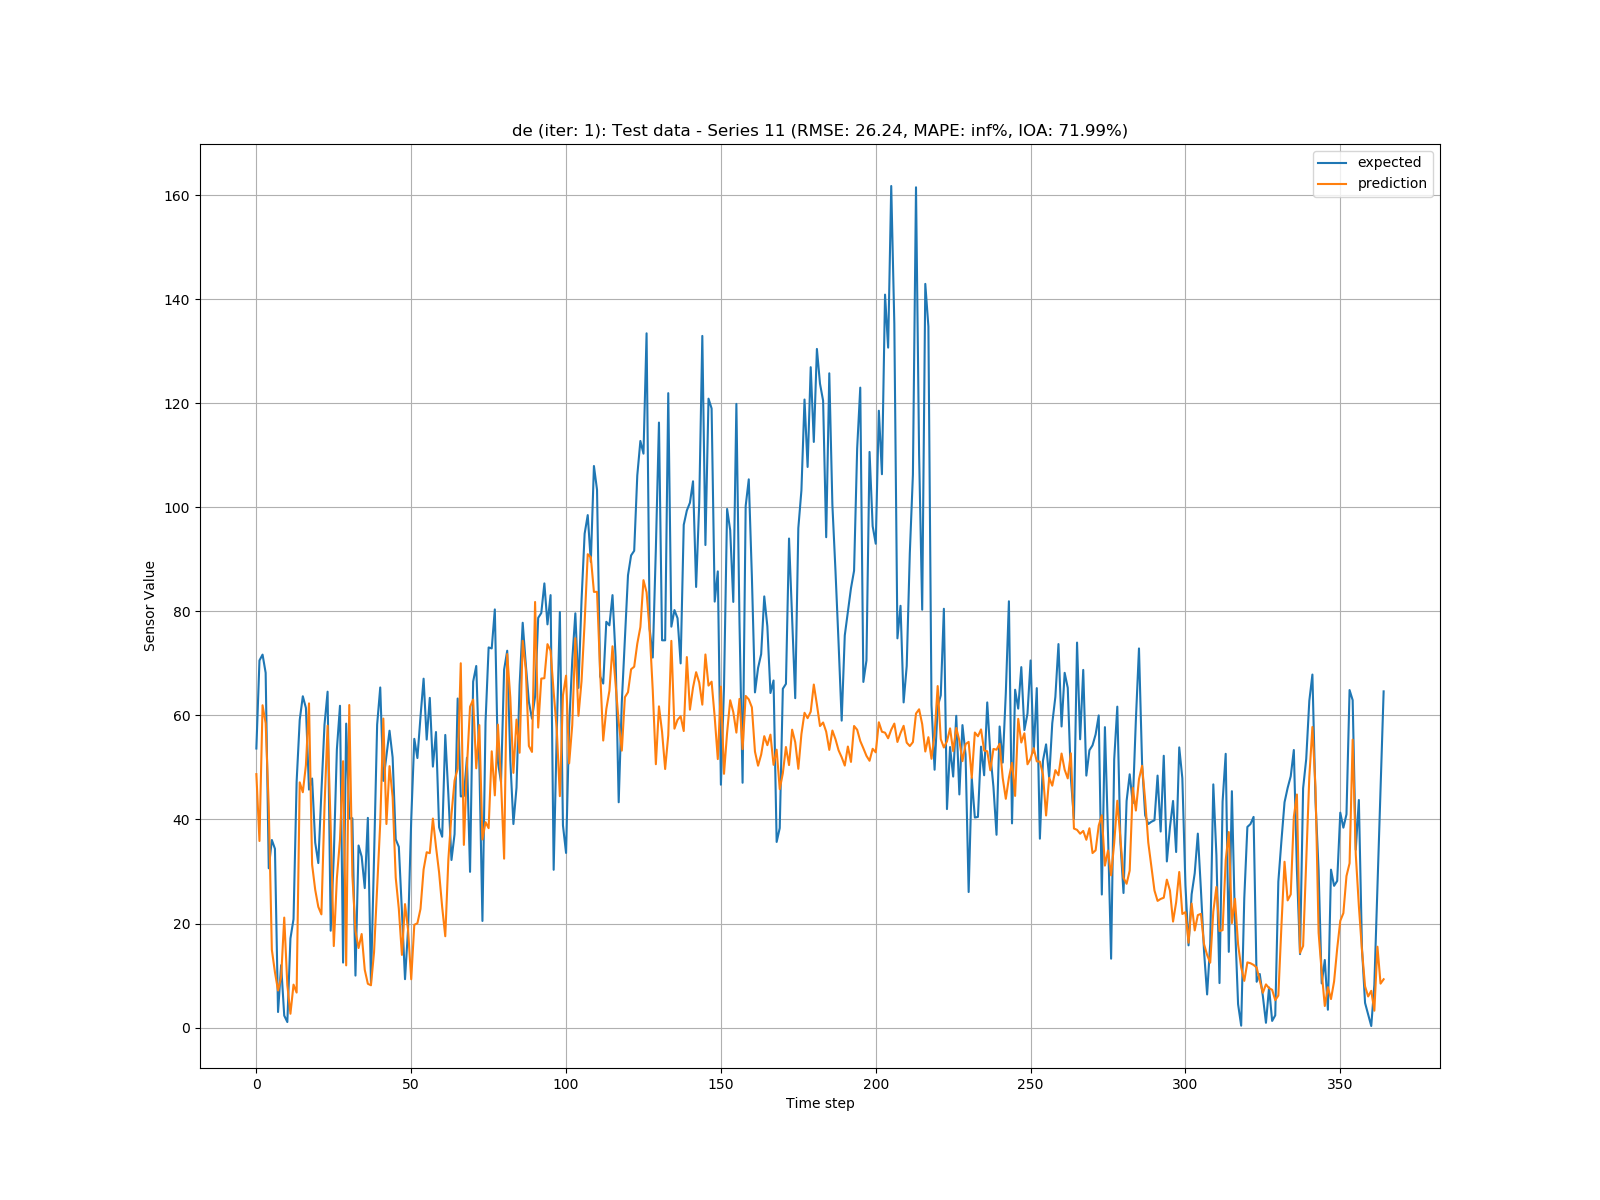 de (iter: 1): Test data - Series 11 (RMSE: 26.24, MAPE: inf%, IOA: 71.99%)
expected
prediction
160
140
120
100
80
60
40
20
0
Sensor Value
0 50 100 150 200 250 300 350
Time step